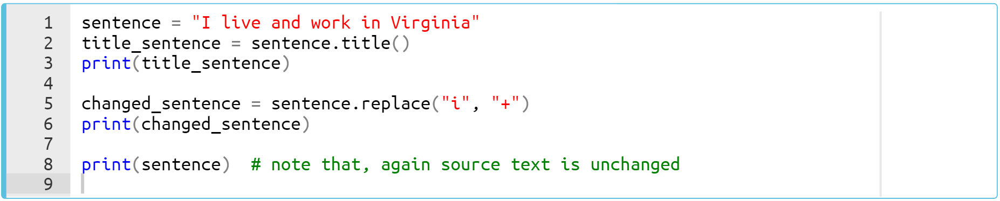 1 sentence = "I live and work in Virginia"
2 title_sentence = sentence.title()
3 print(title_sentence)
4
5 changed_sentence = sentence.replace("i", "+")
6 print(changed_sentence)
7
8 print(sentence)  # note that, again source text is unchanged
9